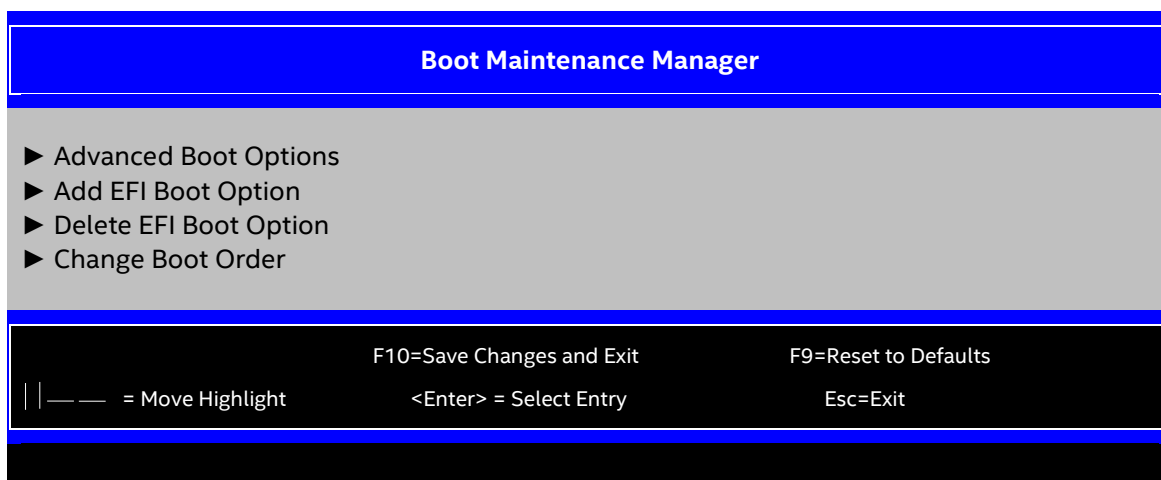 Boot Maintenance Manager
► Advanced Boot Options
► Add EFI Boot Option
► Delete EFI Boot Option
► Change Boot Order
F10=Save Changes and Exit F9=Reset to Defaults
= Move Highlight <Enter> = Select Entry Esc=Exit